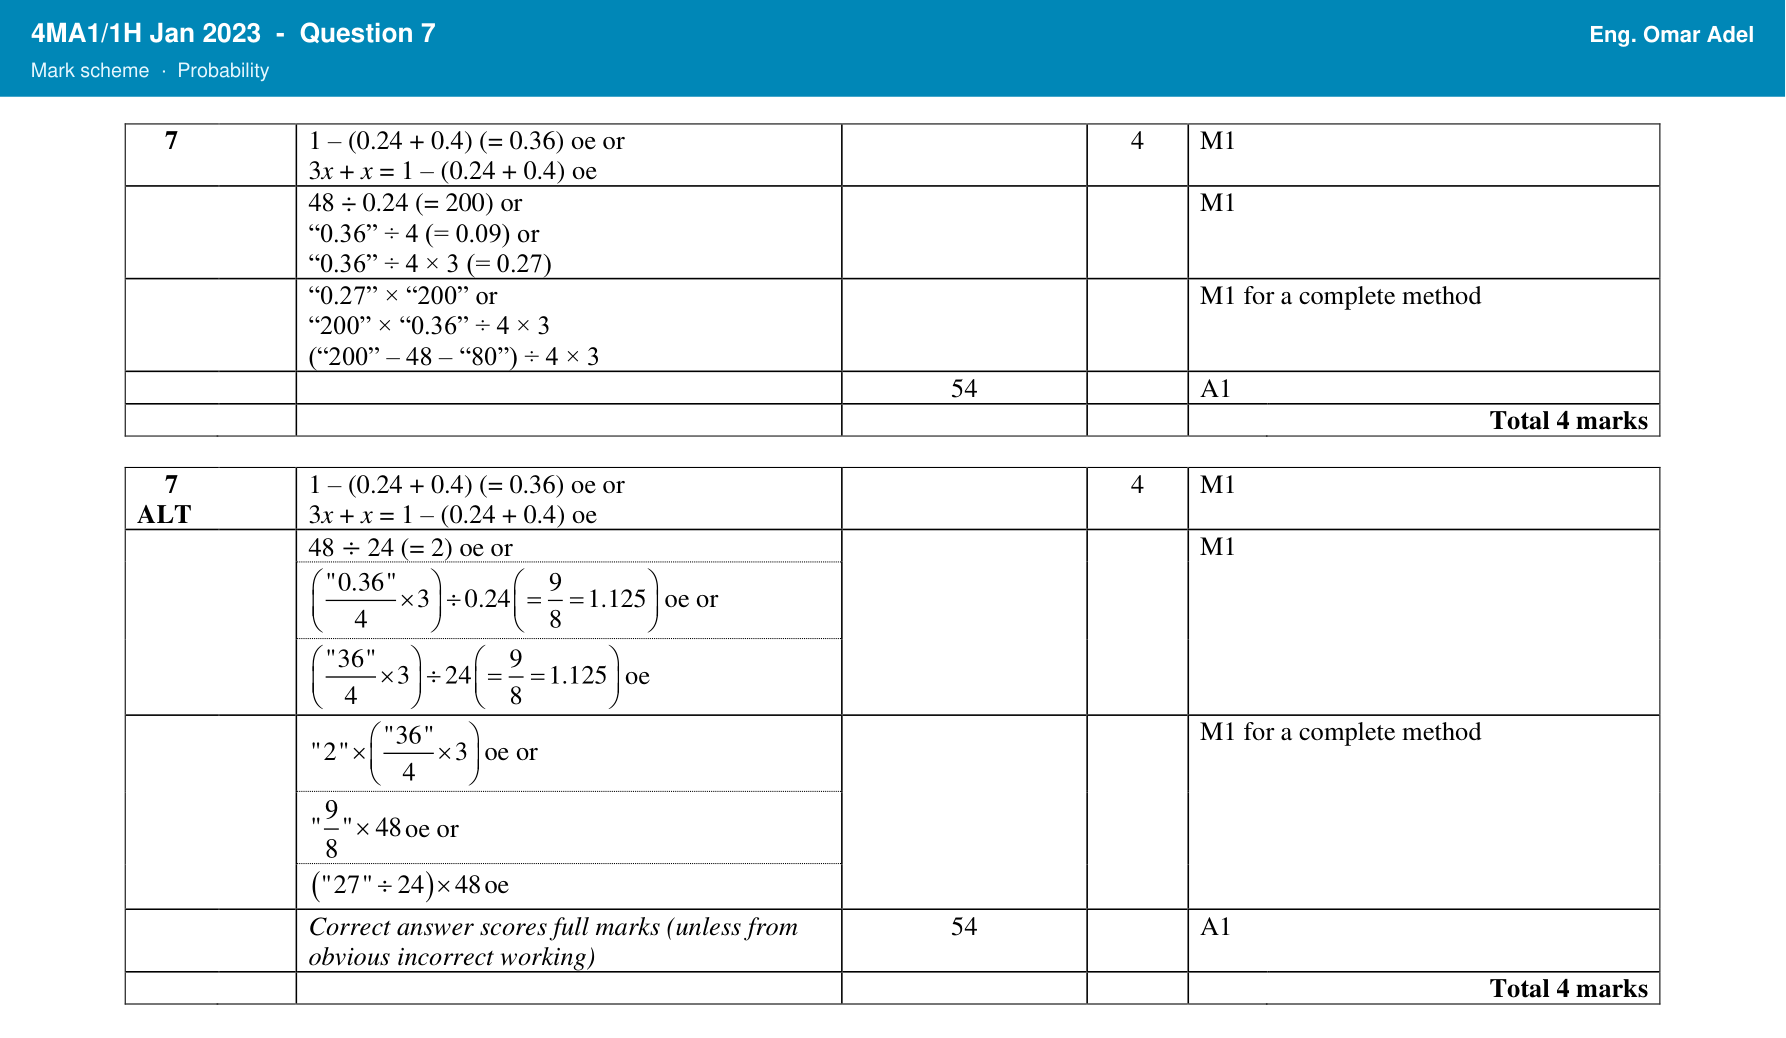 4MA1/1H Jan 2023 - Question 7
Eng. Omar Adel
Mark scheme · Probability
7
1 – (0.24 + 0.4) (= 0.36) oe or
4
M1
3x + x = 1 – (0.24 + 0.4) oe
48 ÷ 0.24 (= 200) or
M1
“0.36” ÷ 4 (= 0.09) or
“0.36” ÷ 4 × 3 (= 0.27)
“0.27” × “200” or
M1 for a complete method
“200” × “0.36” ÷ 4 × 3
(“200” – 48 – “80”) ÷ 4 × 3
54
A1
Total 4 marks
7
ALT
1 – (0.24 + 0.4) (= 0.36) oe or
4
M1
3x + x = 1 – (0.24 + 0.4) oe
48 ÷ 24 (= 2) oe or
M1
("0.36"/4 × 3) ÷ 0.24 (= 9/8 = 1.125) oe or
("36"/4 × 3) ÷ 24 (= 9/8 = 1.125) oe
"2" × ("36"/4 × 3) oe or
M1 for a complete method
"9/8" × 48 oe or
("27" ÷ 24) × 48 oe
Correct answer scores full marks (unless from
obvious incorrect working)
54
A1
Total 4 marks